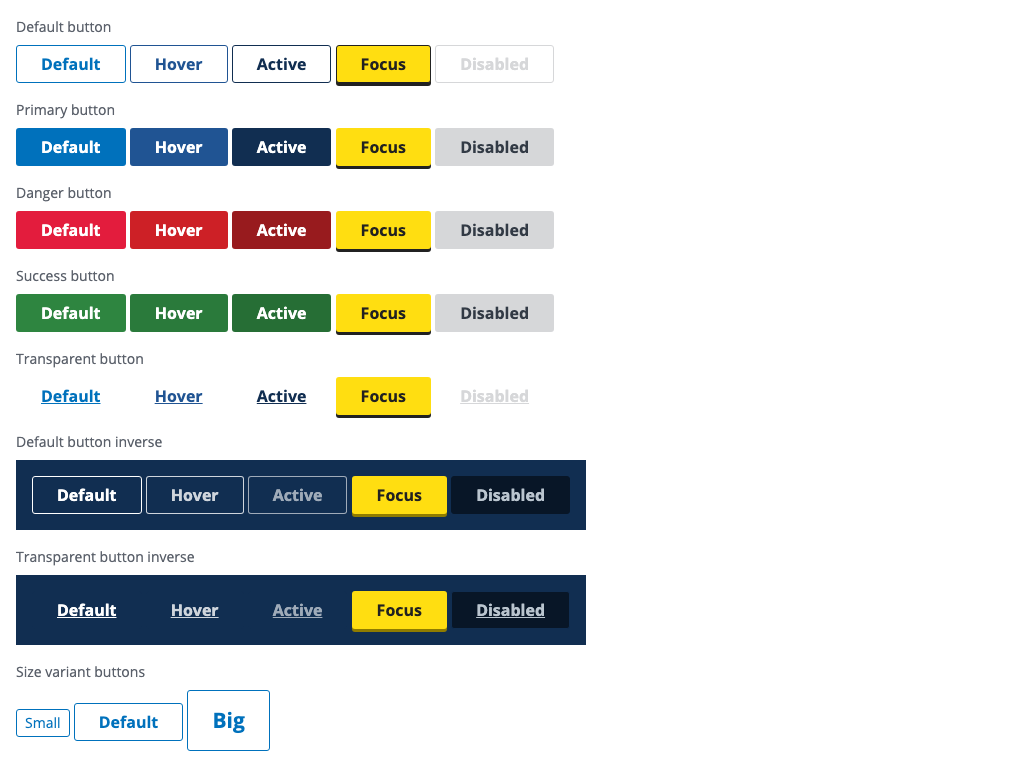 Default button
Default Hover Active Focus Disabled
Primary button
Default Hover Active Focus Disabled
Danger button
Default Hover Active Focus Disabled
Success button
Default Hover Active Focus Disabled
Transparent button
Default Hover Active Focus Disabled
Default button inverse
Default Hover Active Focus Disabled
Transparent button inverse
Default Hover Active Focus Disabled
Size variant buttons
Small Default Big